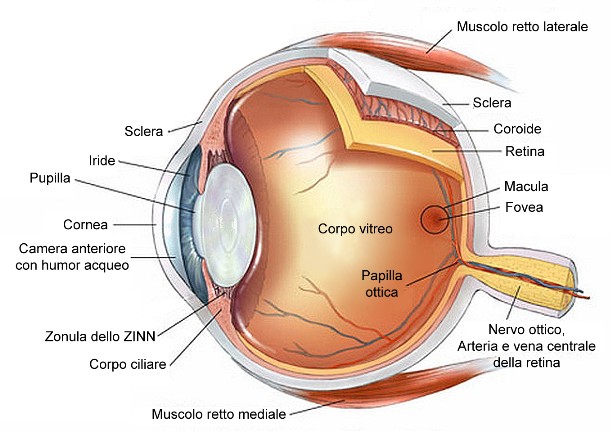 Muscolo retto laterale
Sclera
Coroide
Retina
Sclera
Iride
Pupilla
Macula
Fovea
Cornea
Corpo vitreo
Camera anteriore
con humor acqueo
Papilla
ottica
Zonula dello ZINN
Corpo ciliare
Nervo ottico,
Arteria e vena centrale
della retina
Muscolo retto mediale